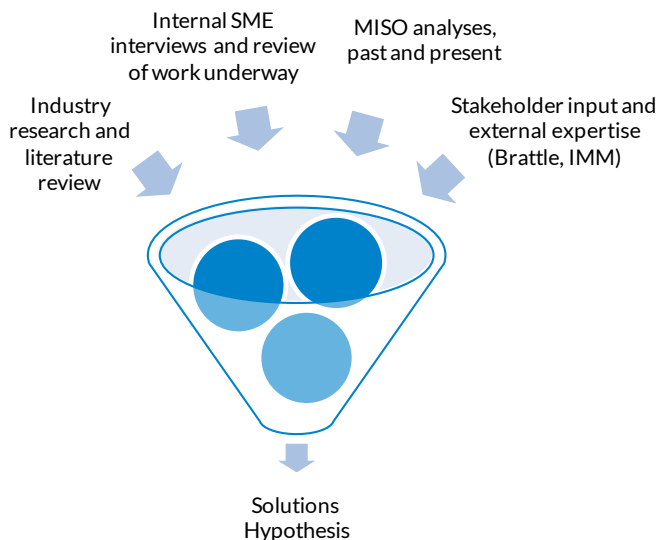 Internal SME
interviews and review
of work underway
MISO analyses,
past and present
Industry
research and
literature
review
Stakeholder input and
external expertise
(Brattle, IMM)
Solutions
Hypothesis